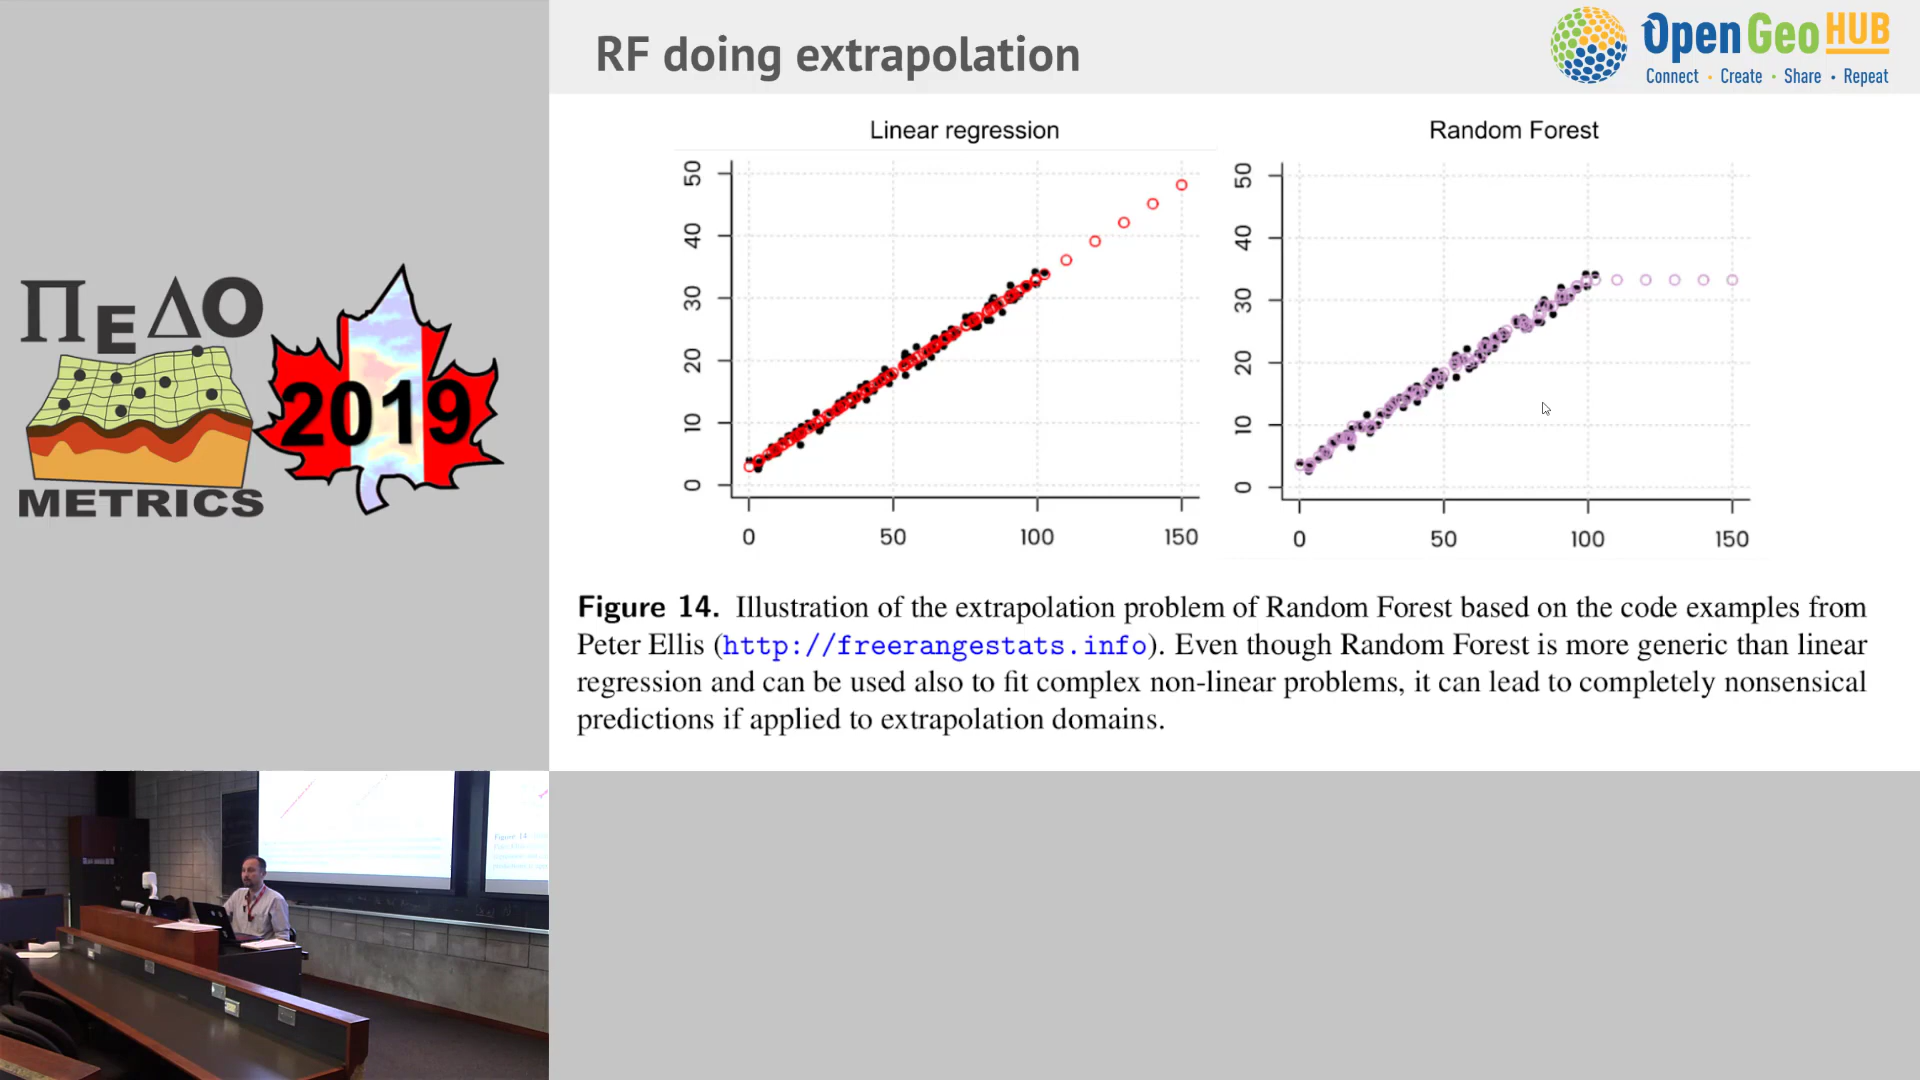 RF doing extrapolation
Open Geo HUB
Connect • Create • Share • Repeat
ΠΕΔΟ
METRICS
2019
Linear regression
50
40
30
20
10
0
0 50 100 150
Random Forest
50
40
30
20
10
0
0 50 100 150
Figure 14. Illustration of the extrapolation problem of Random Forest based on the code examples from
Peter Ellis (http://freerangestats.info). Even though Random Forest is more generic than linear
regression and can be used also to fit complex non-linear problems, it can lead to completely nonsensical
predictions if applied to extrapolation domains.
Figure 14